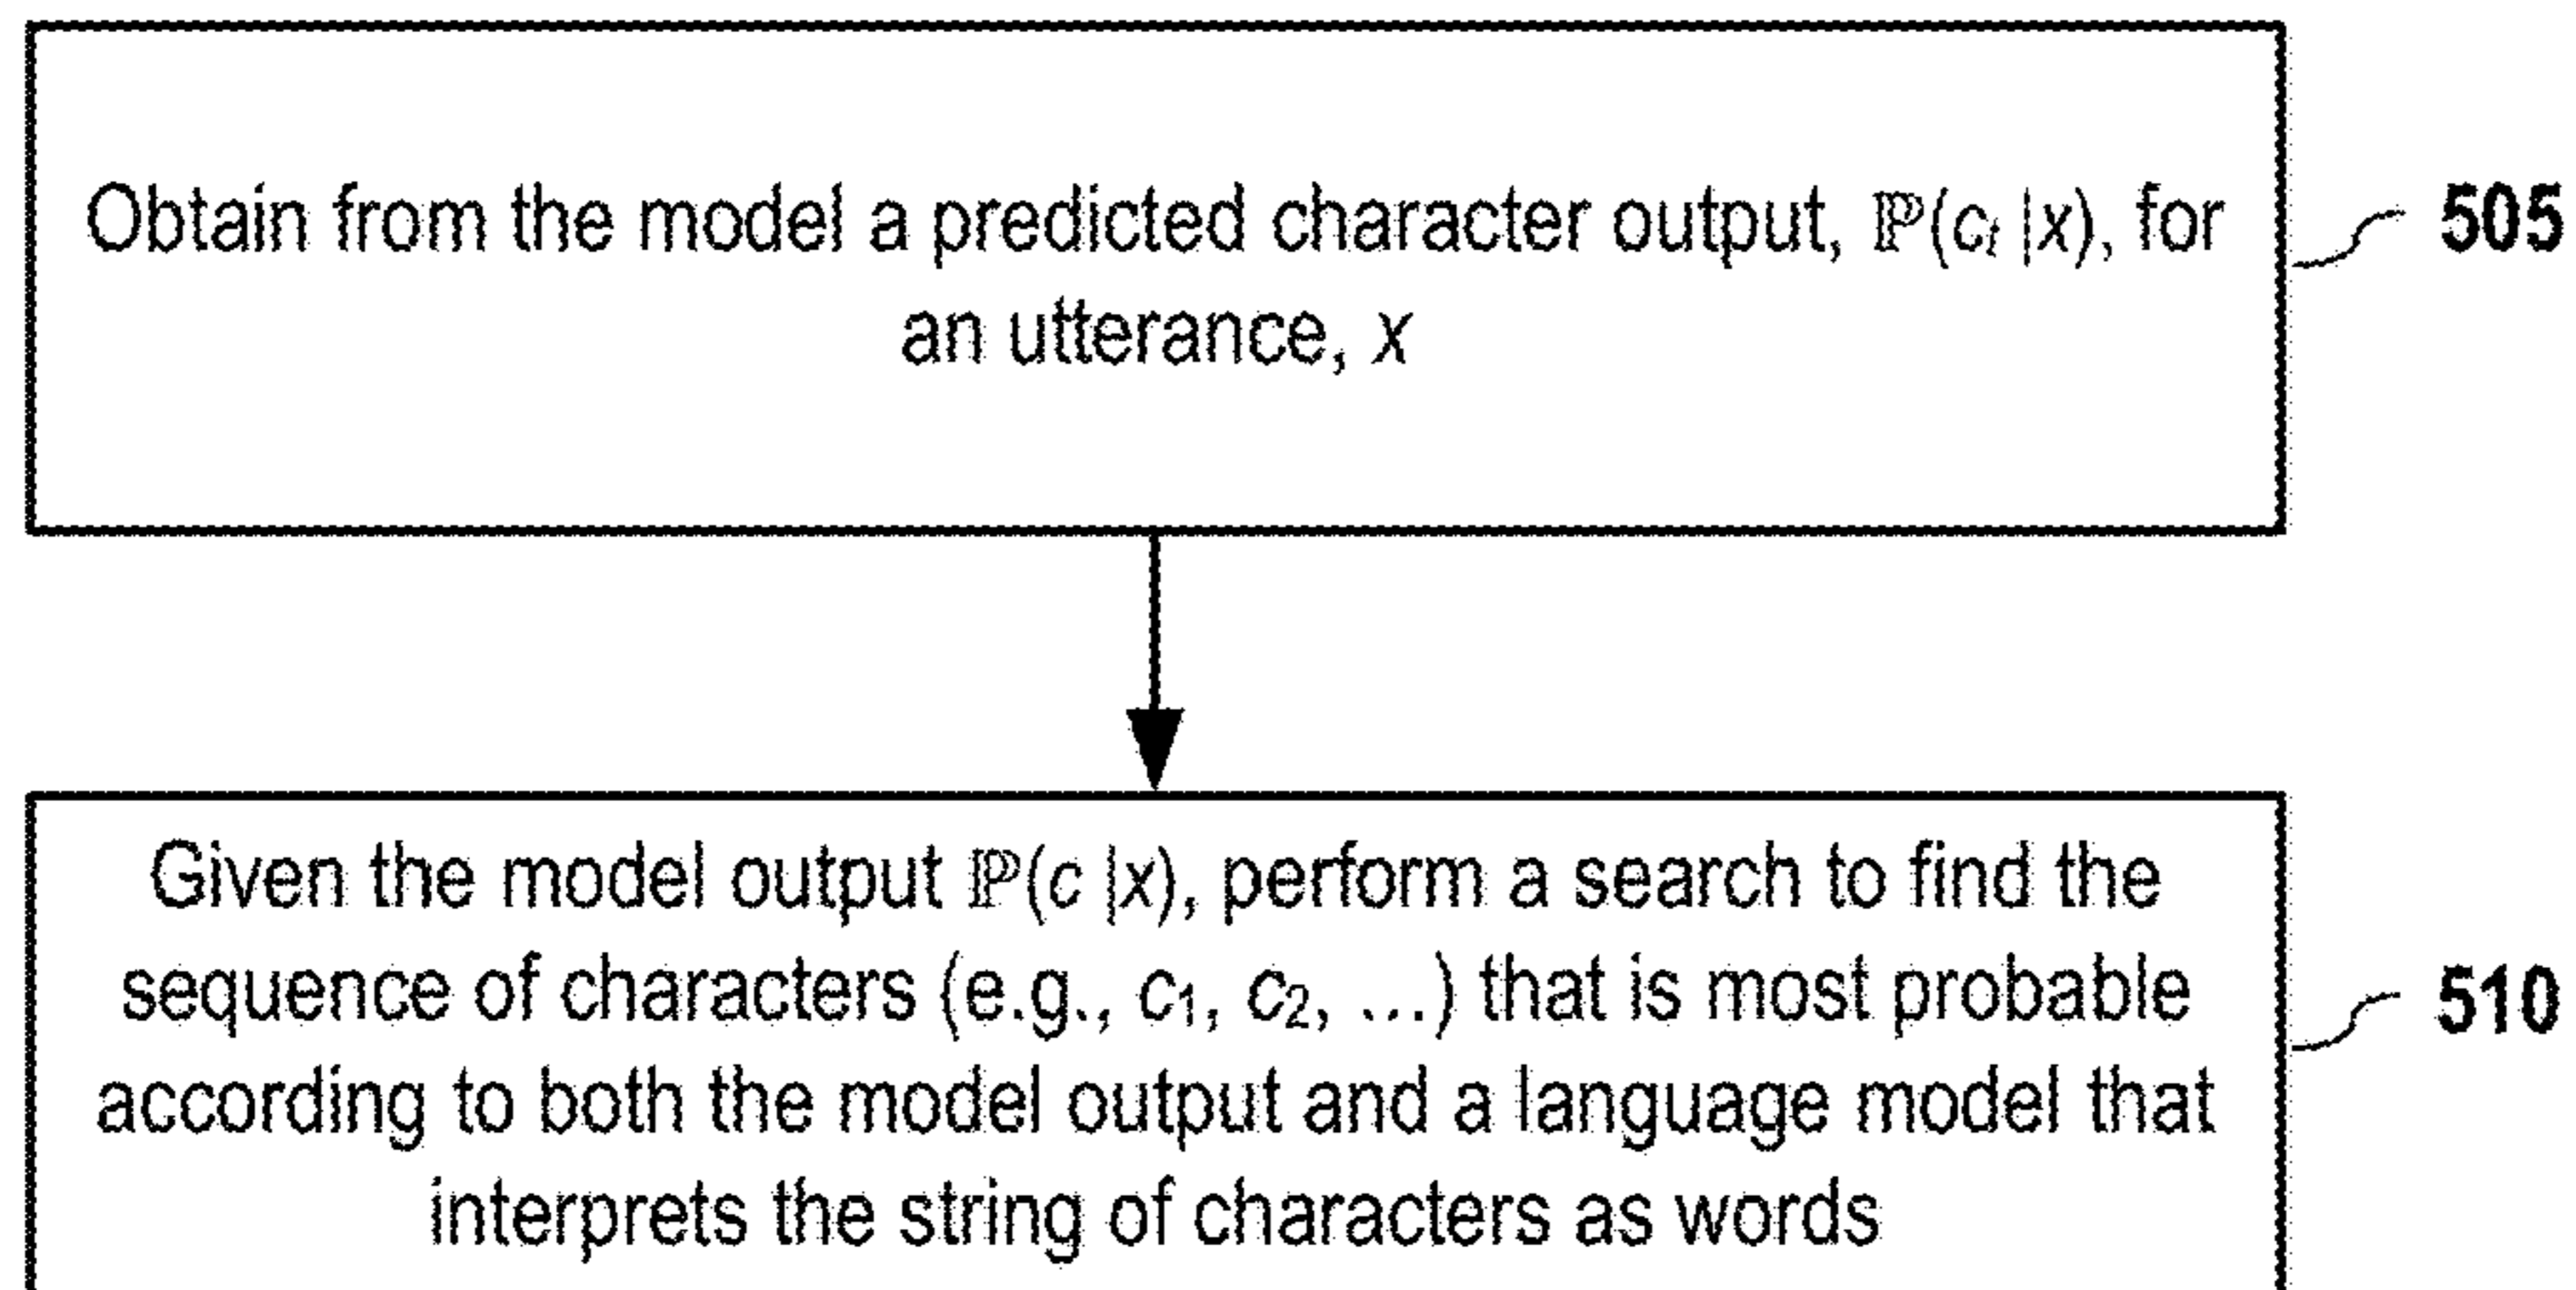 Obtain from the model a predicted character output, ℙ(cₜ |x), for
an utterance, x
505
Given the model output ℙ(c |x), perform a search to find the
sequence of characters (e.g., c₁, c₂, ...) that is most probable
according to both the model output and a language model that
interprets the string of characters as words
510